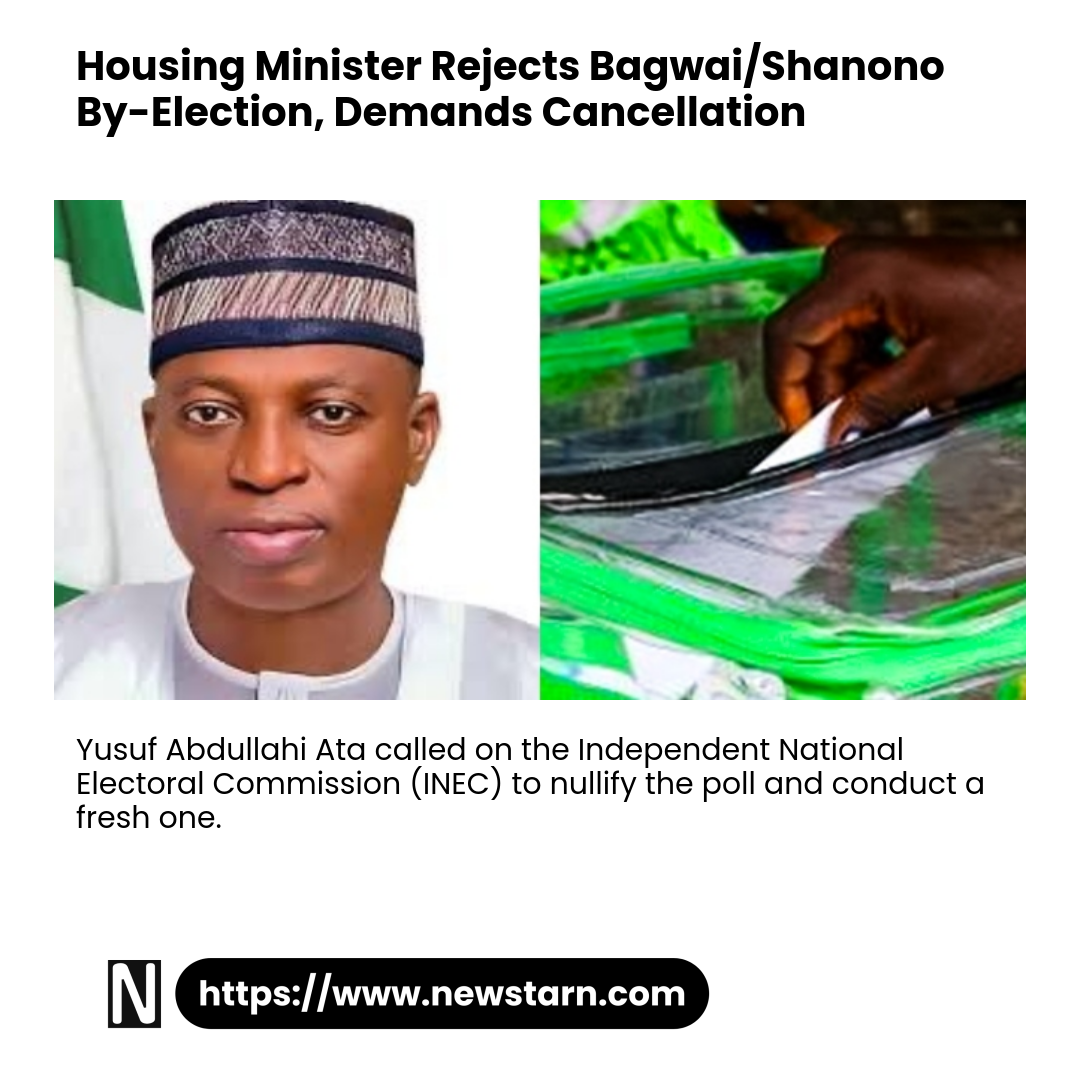 Housing Minister Rejects Bagwai/Shanono
By-Election, Demands Cancellation
Yusuf Abdullahi Ata called on the Independent National
Electoral Commission (INEC) to nullify the poll and conduct a
fresh one.
N
https://www.newstarn.com